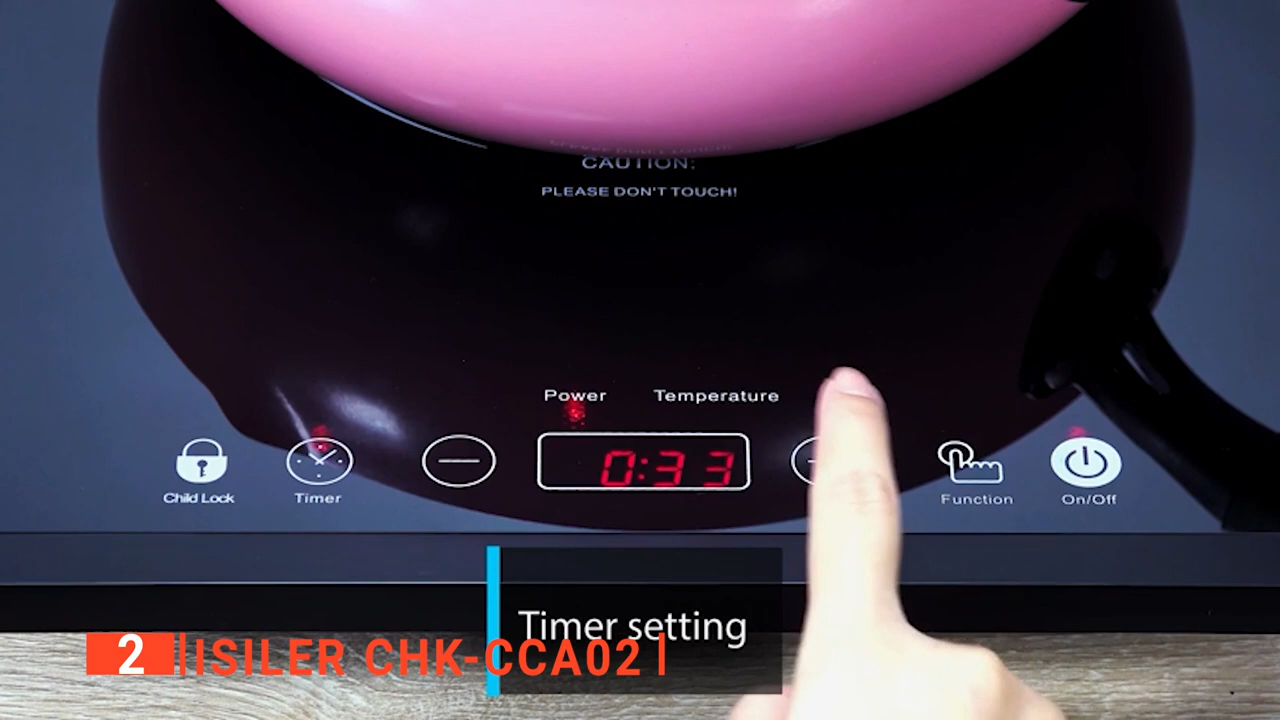 CAUTION:
PLEASE DON'T TOUCH!
Power Temperature
0:33
Child Lock Timer Function On/Off
Timer setting
2 ISILER CHK-CCA02